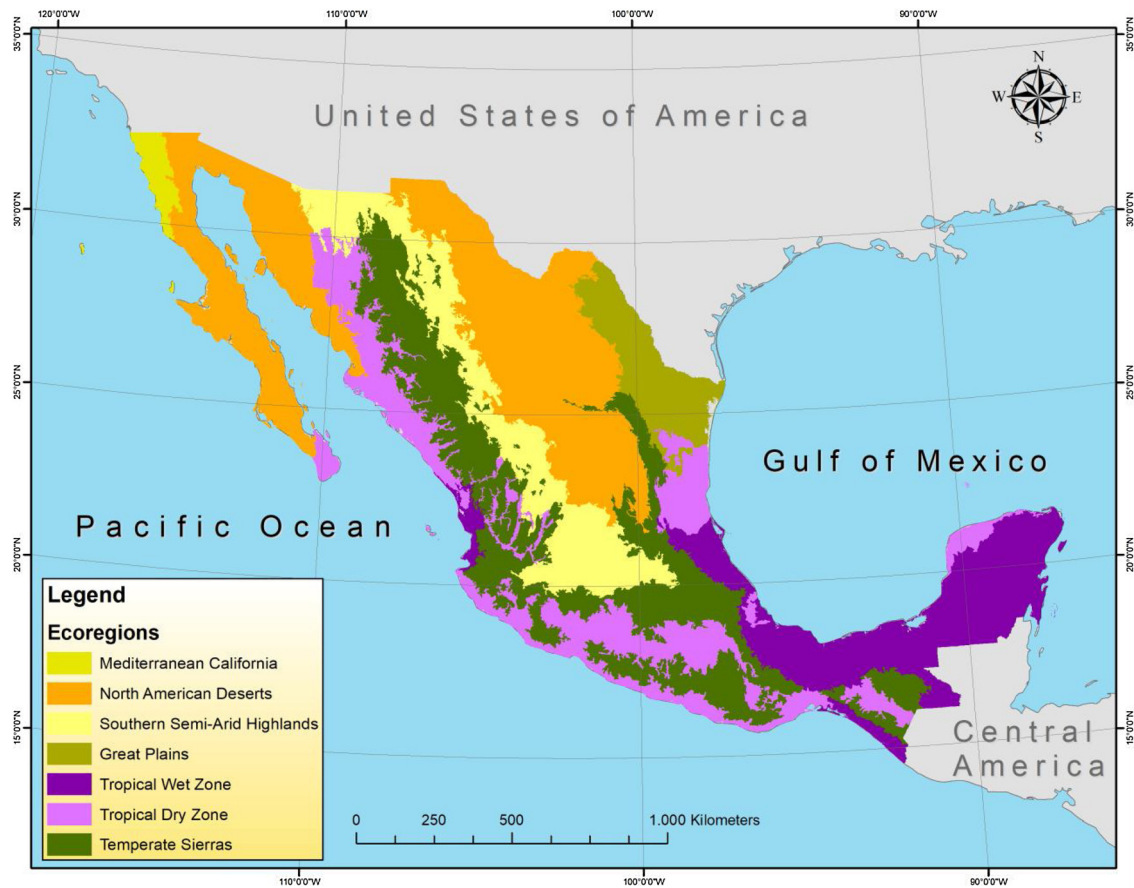 120°0'0"W
110°0'0"W
100°0'0"W
90°0'0"W
35°0'0"N
35°0'0"N
N
W
E
S
United States of America
30°0'0"N
30°0'0"N
25°0'0"N
25°0'0"N
Gulf of Mexico
Pacific Ocean
20°0'0"N
20°0'0"N
Legend
Ecoregions
Mediterranean California
North American Deserts
Southern Semi-Arid Highlands
Great Plains
Tropical Wet Zone
Tropical Dry Zone
Temperate Sierras
15°0'0"N
15°0'0"N
Central
America
0 250 500 1.000 Kilometers
110°0'0"W
100°0'0"W
90°0'0"W